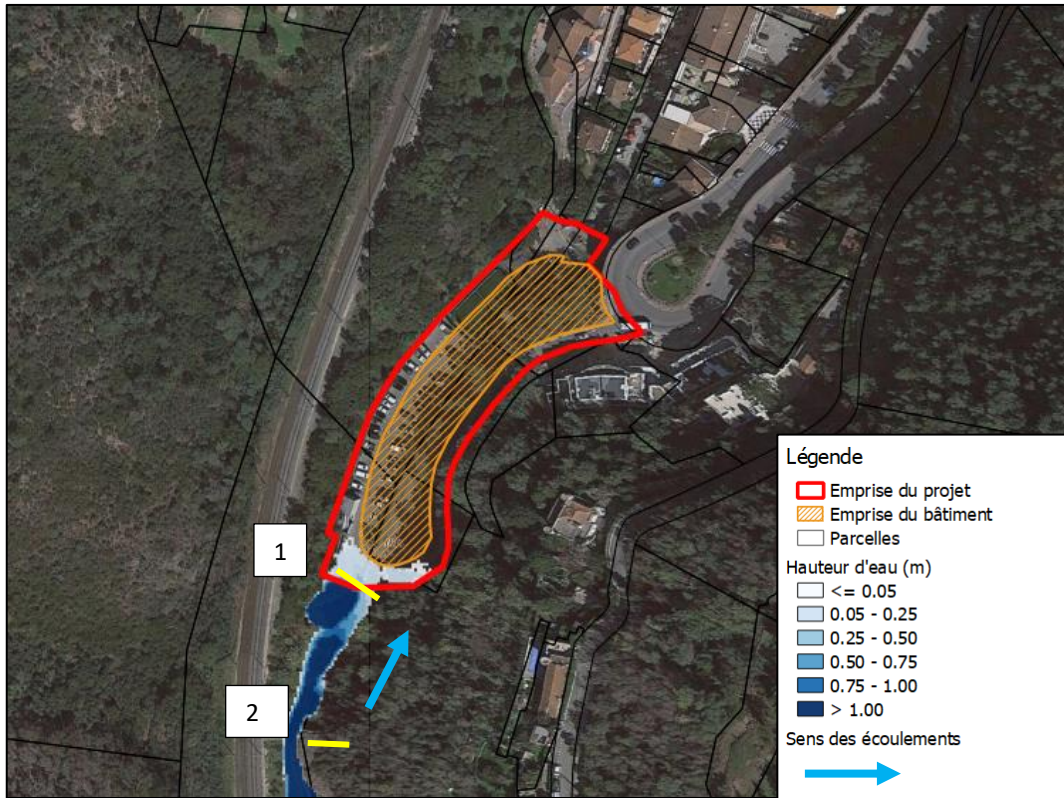 1
2
Légende
Emprise du projet
Emprise du bâtiment
Parcelles
Hauteur d'eau (m)
<= 0.05
0.05 - 0.25
0.25 - 0.50
0.50 - 0.75
0.75 - 1.00
> 1.00
Sens des écoulements